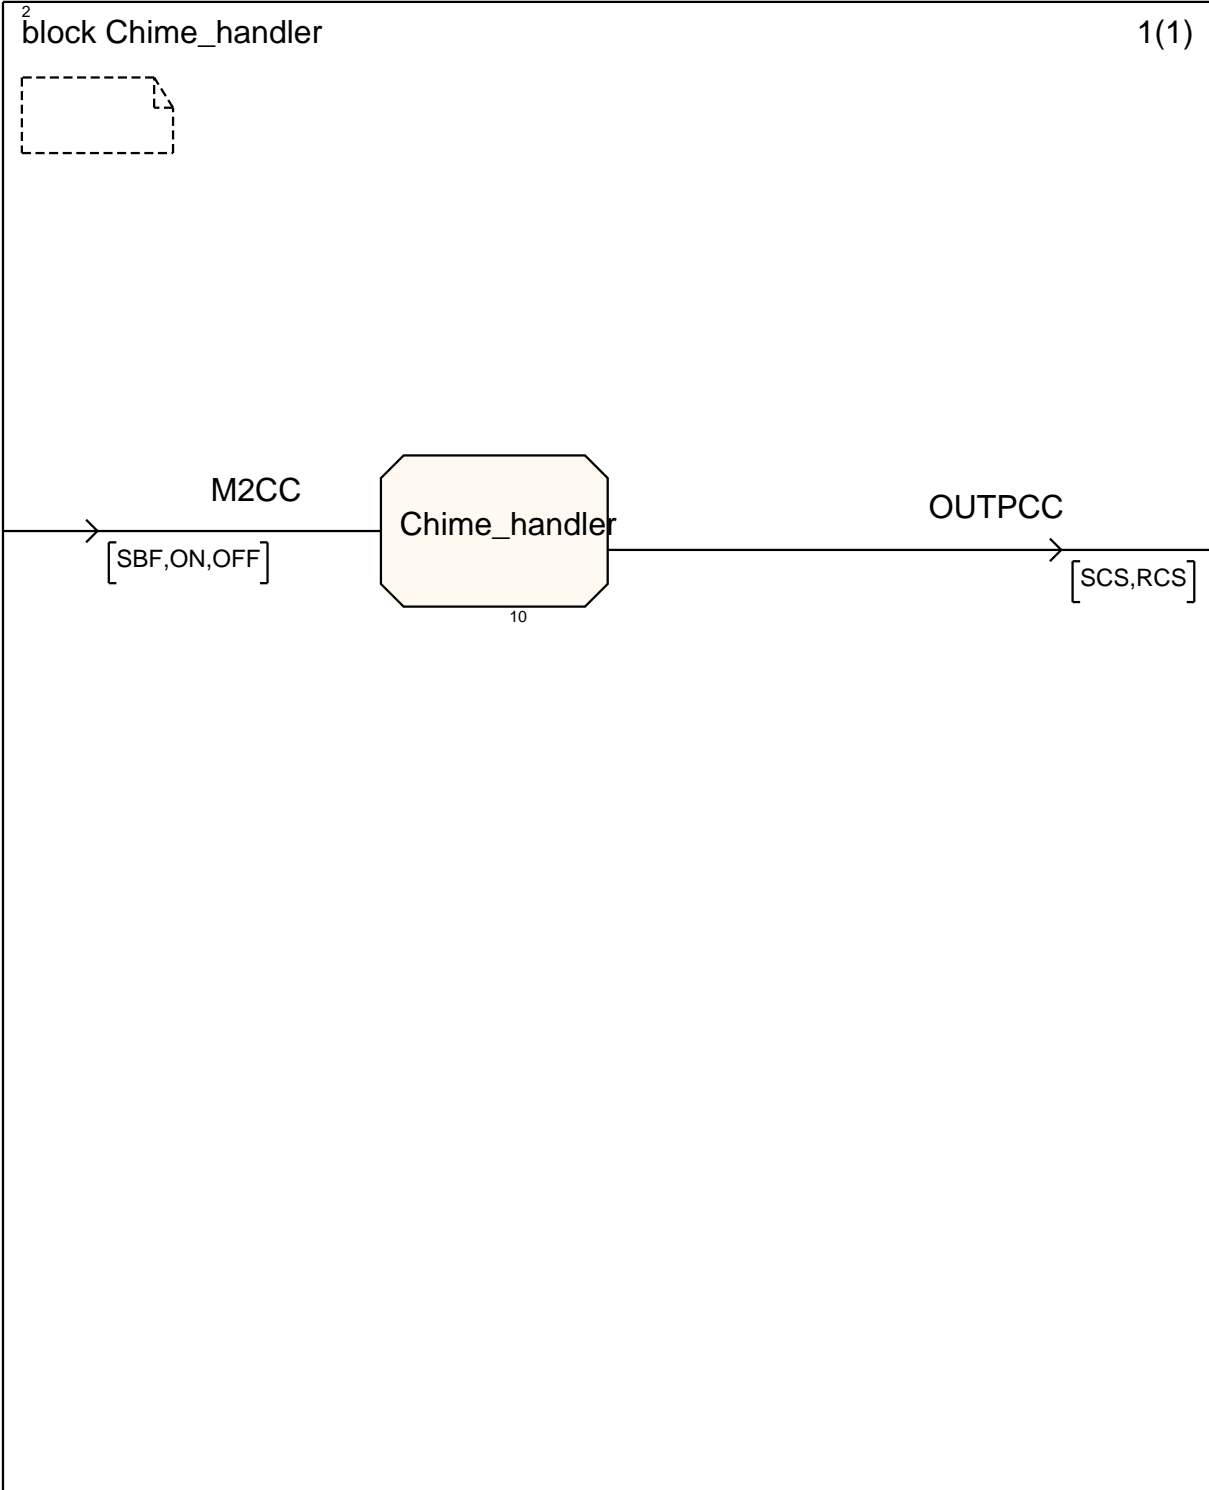 2
block Chime_handler
1(1)
M2CC
Chime_handler
OUTPCC
[SBF,ON,OFF]
[SCS,RCS]
10